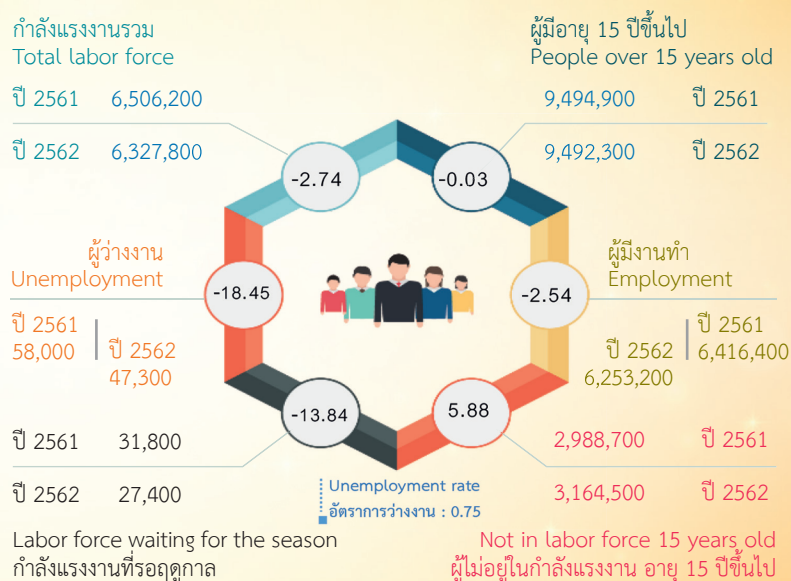 กำลังแรงงานรวม
Total labor force
ปี 2561 6,506,200
ปี 2562 6,327,800
ผู้มีอายุ 15 ปีขึ้นไป
People over 15 years old
9,494,900 ปี 2561
9,492,300 ปี 2562
-2.74
-0.03
ผู้ว่างงาน
Unemployment
-18.45
ปี 2561
58,000
ปี 2562
47,300
ผู้มีงานทำ
Employment
-2.54
ปี 2561
6,416,400
ปี 2562
6,253,200
-13.84
5.88
ปี 2561 31,800
ปี 2562 27,400
Labor force waiting for the season
กำลังแรงงานที่รอฤดูกาล
Unemployment rate
อัตราการว่างงาน : 0.75
2,988,700 ปี 2561
3,164,500 ปี 2562
Not in labor force 15 years old
ผู้ไม่อยู่ในกำลังแรงงาน อายุ 15 ปีขึ้นไป